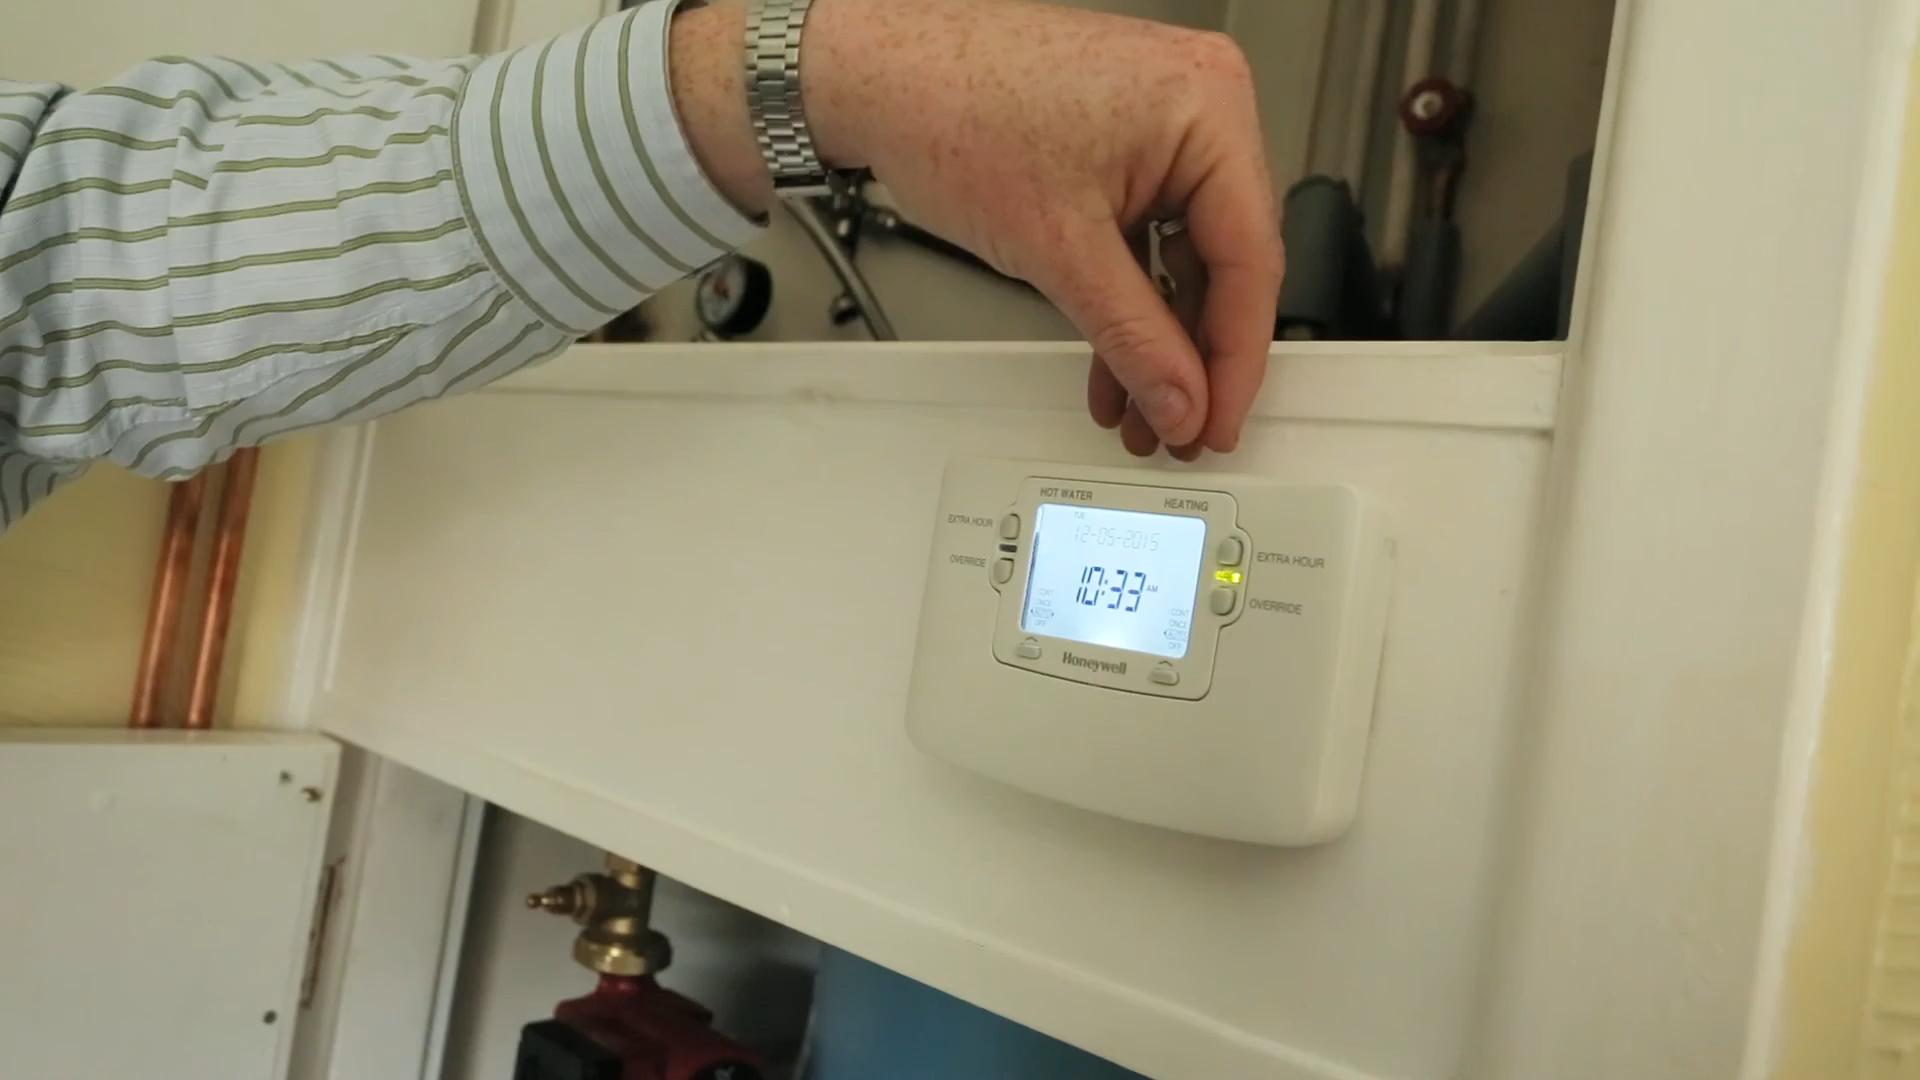 HOT WATER
HEATING
EXTRA HOUR
OVERRIDE
TUE
12-05-2015
10:33 AM
CONT
ONCE
AUTO
OFF
CONT
ONCE
AUTO
OFF
EXTRA HOUR
OVERRIDE
Honeywell